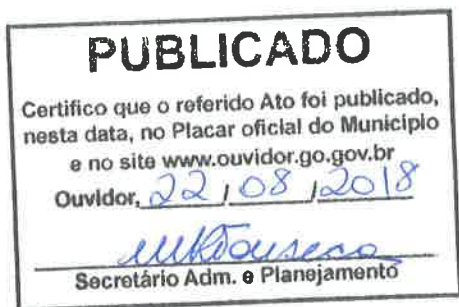 PUBLICADO
Certifico que o referido Ato foi publicado,
nesta data, no Placar oficial do Municipio
e no site www.ouvidor.go.gov.br
Ouvidor, 22 / 08 / 2018
Secretário Adm. e Planejamento